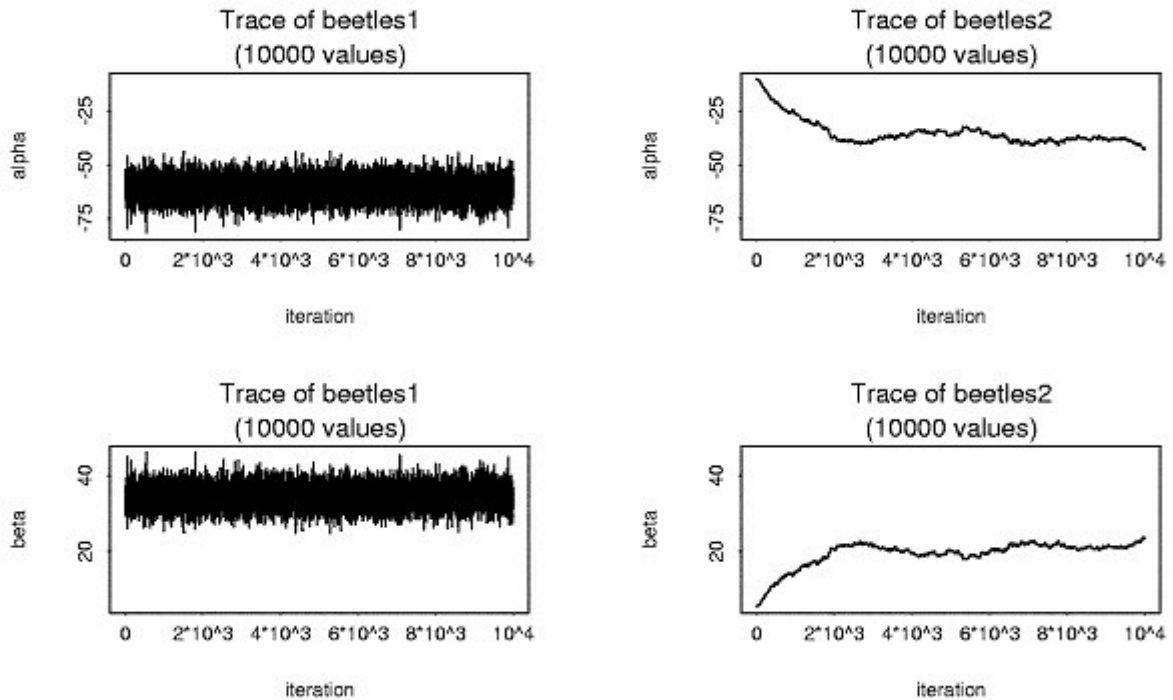 Trace of beetles1
(10000 values)
alpha
-25
-50
-75
0 2*10^3 4*10^3 6*10^3 8*10^3 10^4
iteration
Trace of beetles2
(10000 values)
alpha
-25
-50
-75
0 2*10^3 4*10^3 6*10^3 8*10^3 10^4
iteration
Trace of beetles1
(10000 values)
beta
40
20
0 2*10^3 4*10^3 6*10^3 8*10^3 10^4
iteration
Trace of beetles2
(10000 values)
beta
40
20
0 2*10^3 4*10^3 6*10^3 8*10^3 10^4
iteration